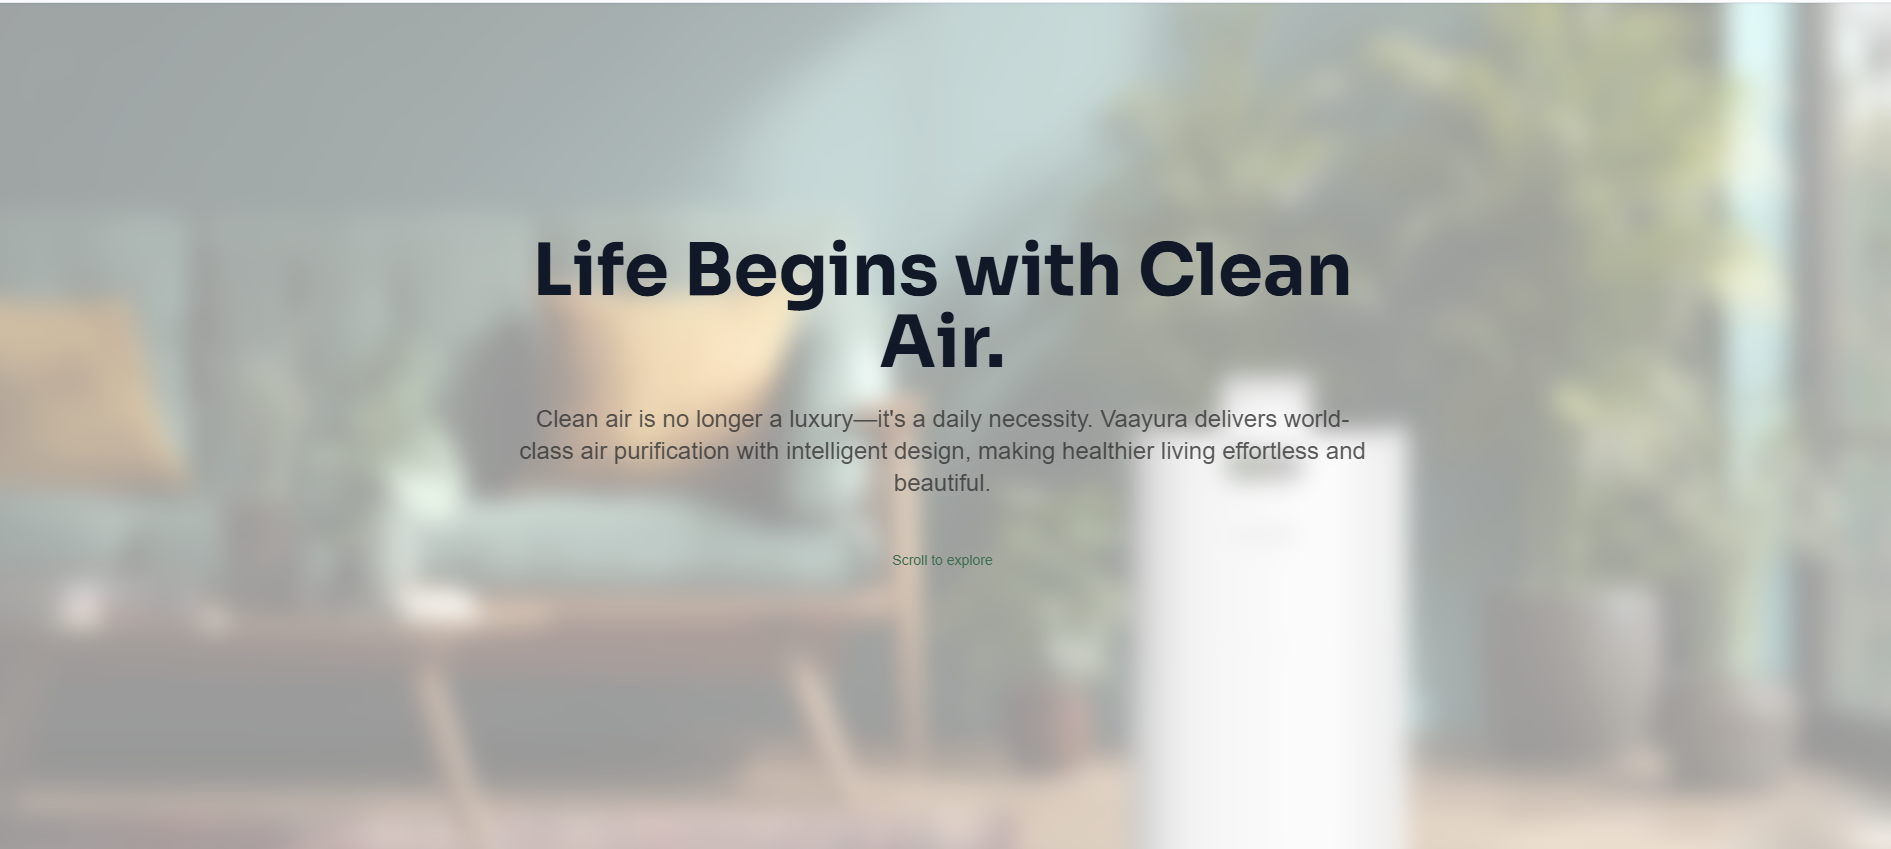 Life Begins with Clean
Air.
Clean air is no longer a luxury—it's a daily necessity. Vaayura delivers world-
class air purification with intelligent design, making healthier living effortless and
beautiful.
Scroll to explore